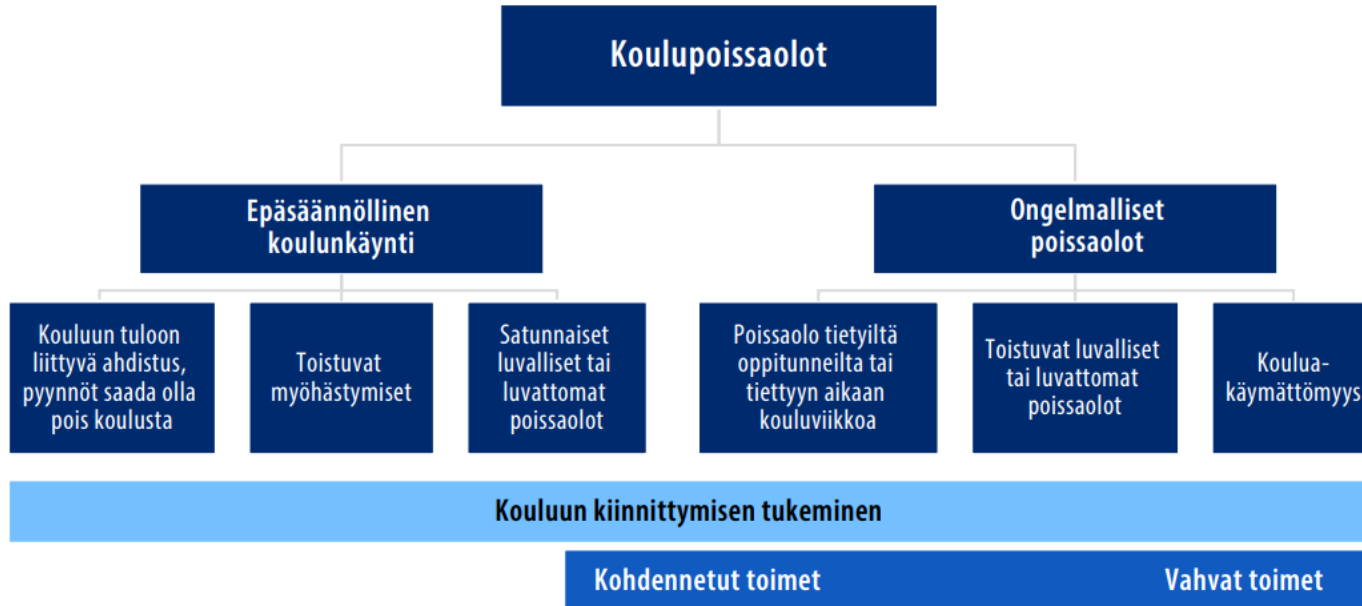 Koulupoissaolot
Epäsäännöllinen
koulunkäynti
Ongelmalliset
poissaolot
Kouluun tuloon
liittyvä ahdistus,
pyynnöt saada olla
pois koulusta
Toistuvat
myöhästymiset
Satunnaiset
luvalliset tai
luvattomat
poissaolot
Poissaolo tietyiltä
oppitunneilta tai
tiettyyn aikaan
kouluviikkoa
Toistuvat luvalliset
tai luvattomat
poissaolot
Koulua-
käymättömyys
Kouluun kiinnittymisen tukeminen
Kohdennetut toimet Vahvat toimet